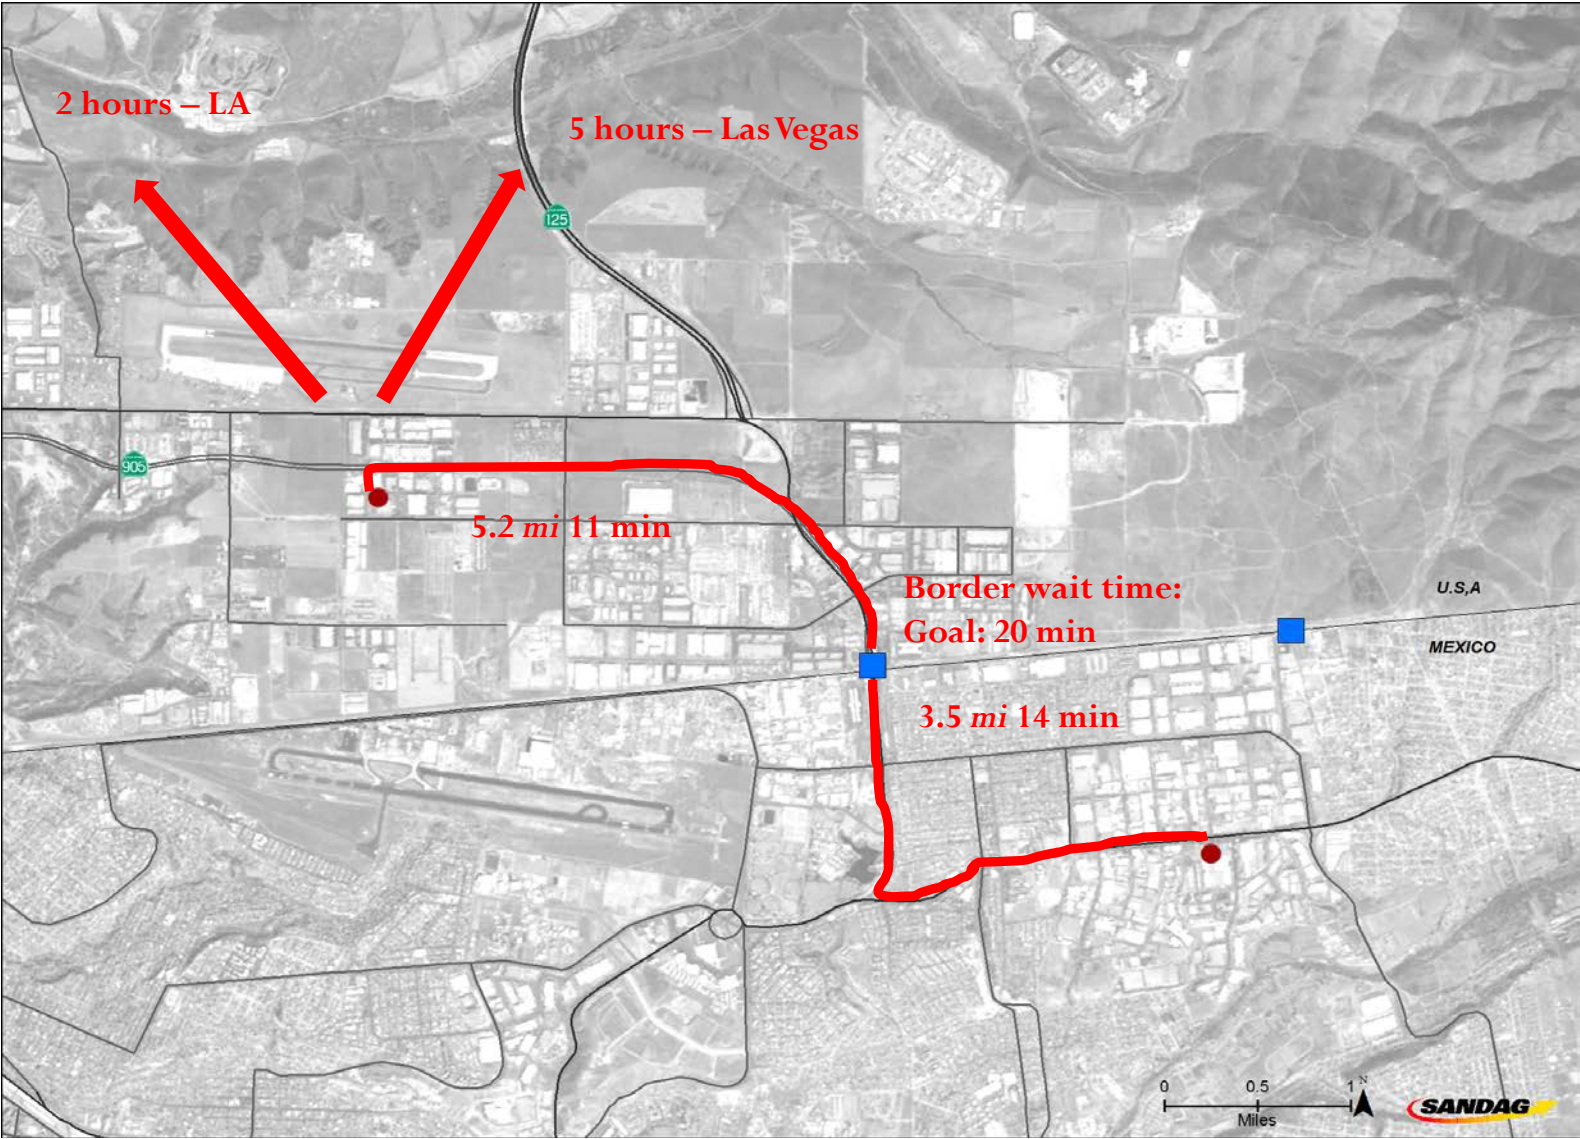 2 hours – LA
5 hours – Las Vegas
125
905
5.2 mi 11 min
Border wait time:
Goal: 20 min
U.S,A
MEXICO
3.5 mi 14 min
0 0.5 1 N
Miles
SANDAG